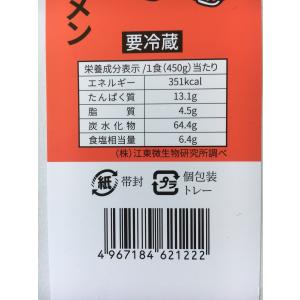 メン
要冷蔵
栄養成分表示/1食(450g)当たり
エネルギー 351kcal
たんぱく質 13.1g
脂質 4.5g
炭水化物 64.4g
食塩相当量 6.4g
(株)江東微生物研究所調べ
紙 帯封 プラ 個包装
トレー
4 967184 621222